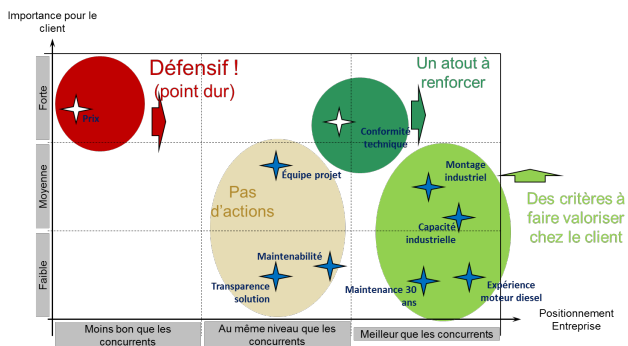 Importance pour le
client
Défensif !
(point dur)
Un atout à
renforcer
Forte
Prix
Conformité
technique
Moyenne
Équipe projet
Pas
d'actions
Montage
industriel
Capacité
industrielle
Des critères à
faire valoriser
chez le client
Faible
Maintenabilité
Transparence
solution
Maintenance 30
ans
Expérience
moteur diesel
Positionnement
Entreprise
Moins bon que les
concurrents
Au même niveau que les
concurrents
Meilleur que les concurrents